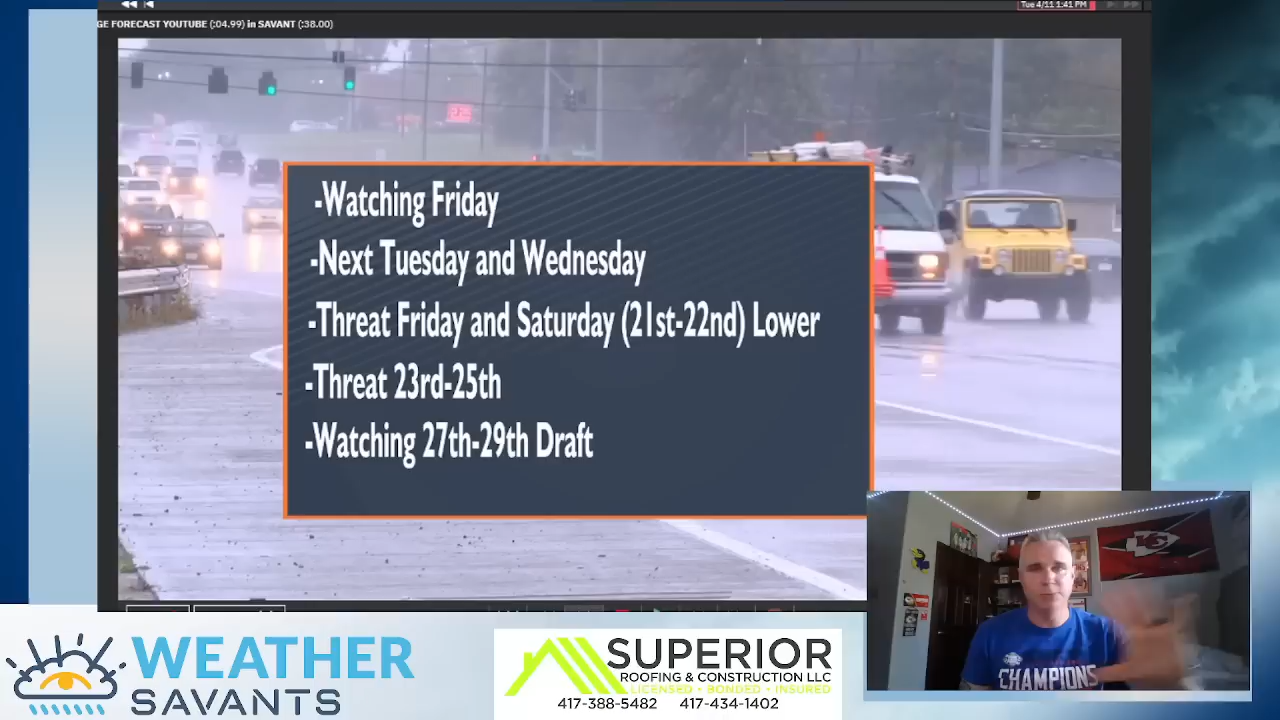 Tue 4/11 1:41 PM
GE FORECAST YOUTUBE (:04.99) in SAVANT (:38.00)
-Watching Friday
-Next Tuesday and Wednesday
-Threat Friday and Saturday (21st-22nd) Lower
-Threat 23rd-25th
-Watching 27th-29th Draft
CHAMPIONS
WEATHER
SAVANTS
SUPERIOR
ROOFING & CONSTRUCTION LLC
LICENSED • BONDED • INSURED
417-388-5482 417-434-1402
KC